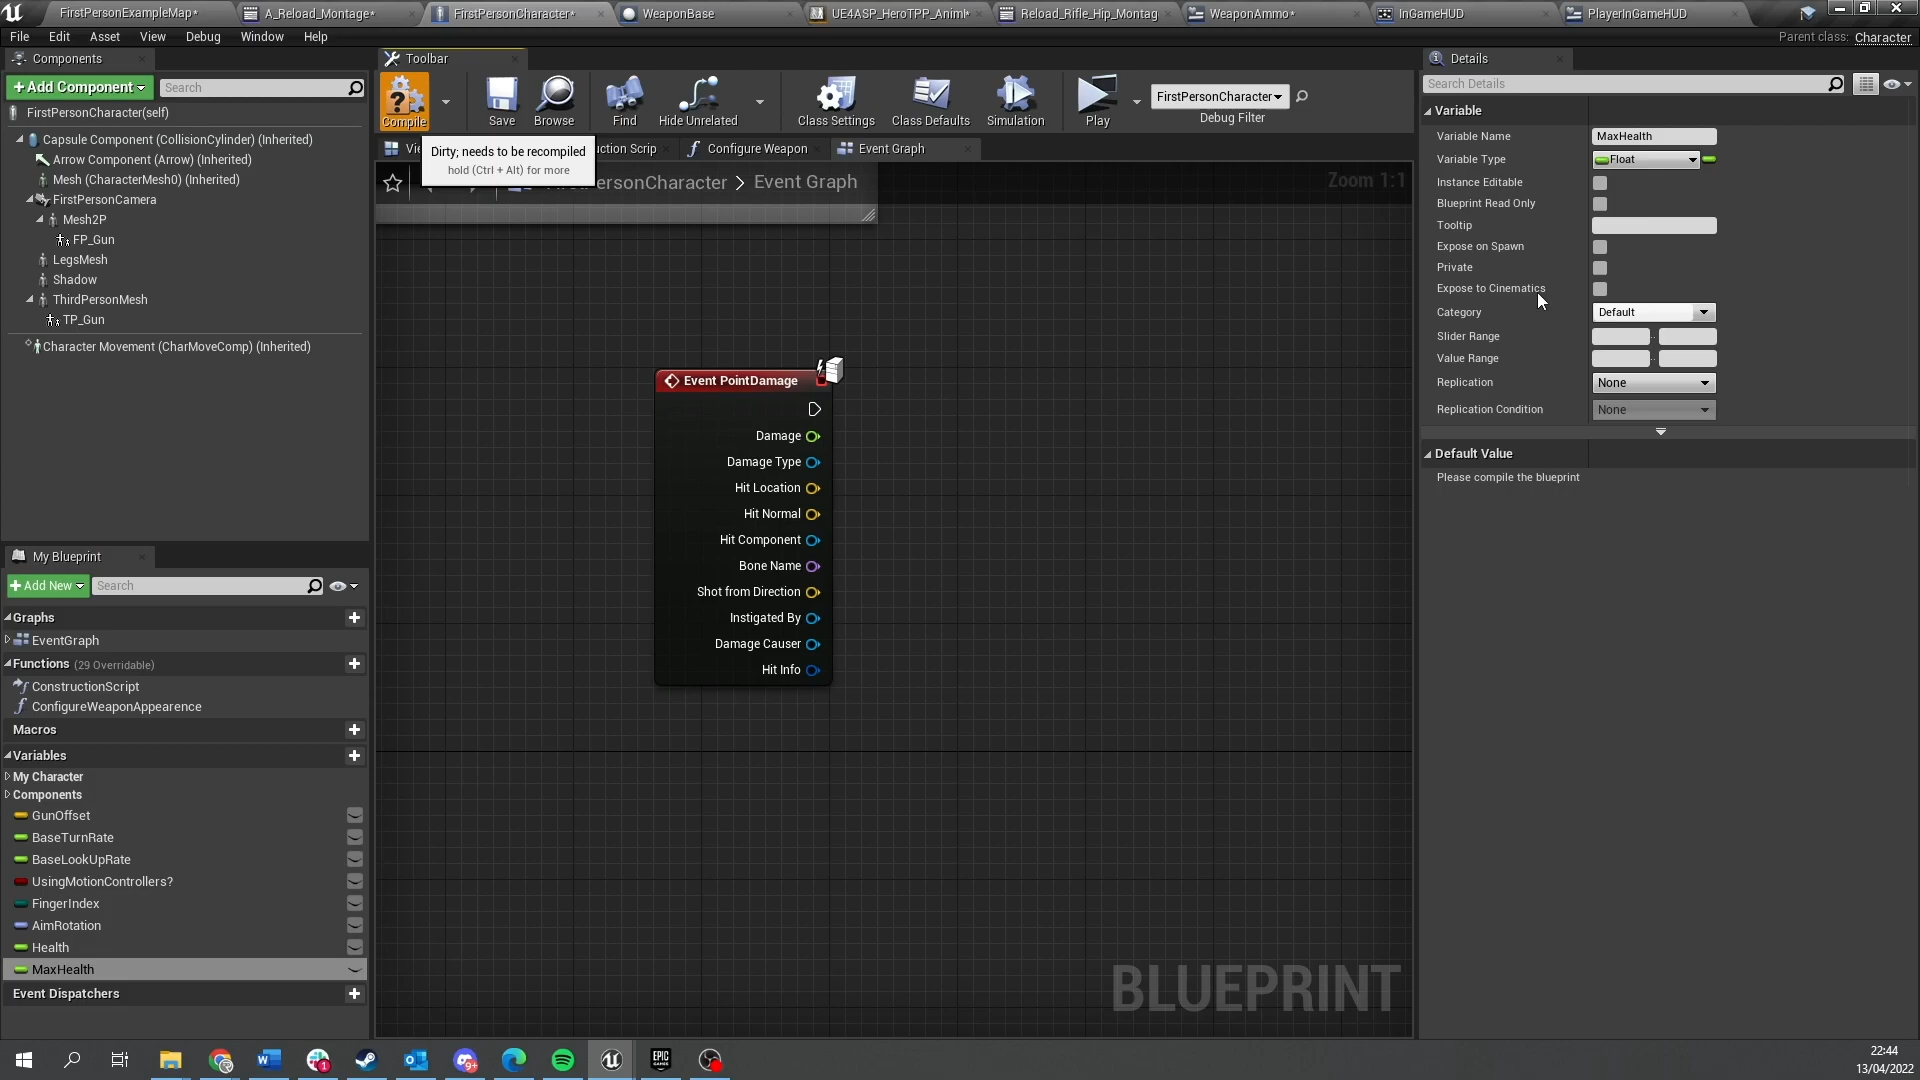 FirstPersonExampleMap*
A_Reload_Montage*
FirstPersonCharacter*
WeaponBase
UE4ASP_HeroTPP_AnimI*
Reload_Rifle_Hip_Montag
WeaponAmmo*
InGameHUD
PlayerInGameHUD
File
Edit
Asset
View
Debug
Window
Help
Parent class: Character
Components
Add Component
Search
FirstPersonCharacter(self)
Capsule Component (CollisionCylinder) (Inherited)
Arrow Component (Arrow) (Inherited)
Mesh (CharacterMesh0) (Inherited)
FirstPersonCamera
Mesh2P
FP_Gun
LegsMesh
Shadow
ThirdPersonMesh
TP_Gun
Character Movement (CharMoveComp) (Inherited)
My Blueprint
Add New
Search
Graphs
EventGraph
Functions (29 Overridable)
ConstructionScript
ConfigureWeaponAppearence
Macros
Variables
My Character
Components
GunOffset
BaseTurnRate
BaseLookUpRate
UsingMotionControllers?
FingerIndex
AimRotation
Health
MaxHealth
Event Dispatchers
Toolbar
Compile
Save
Browse
Find
Hide Unrelated
Class Settings
Class Defaults
Simulation
Play
FirstPersonCharacter
Debug Filter
Dirty; needs to be recompiled
hold (Ctrl + Alt) for more
uction Scrip
Configure Weapon
Event Graph
rstPersonCharacter > Event Graph
Zoom 1:1
Event PointDamage
Damage
Damage Type
Hit Location
Hit Normal
Hit Component
Bone Name
Shot from Direction
Instigated By
Damage Causer
Hit Info
BLUEPRINT
Details
Search Details
Variable
Variable Name MaxHealth
Variable Type Float
Instance Editable
Blueprint Read Only
Tooltip
Expose on Spawn
Private
Expose to Cinematics
Category Default
Slider Range
Value Range
Replication None
Replication Condition None
Default Value
Please compile the blueprint
22:44
13/04/2022